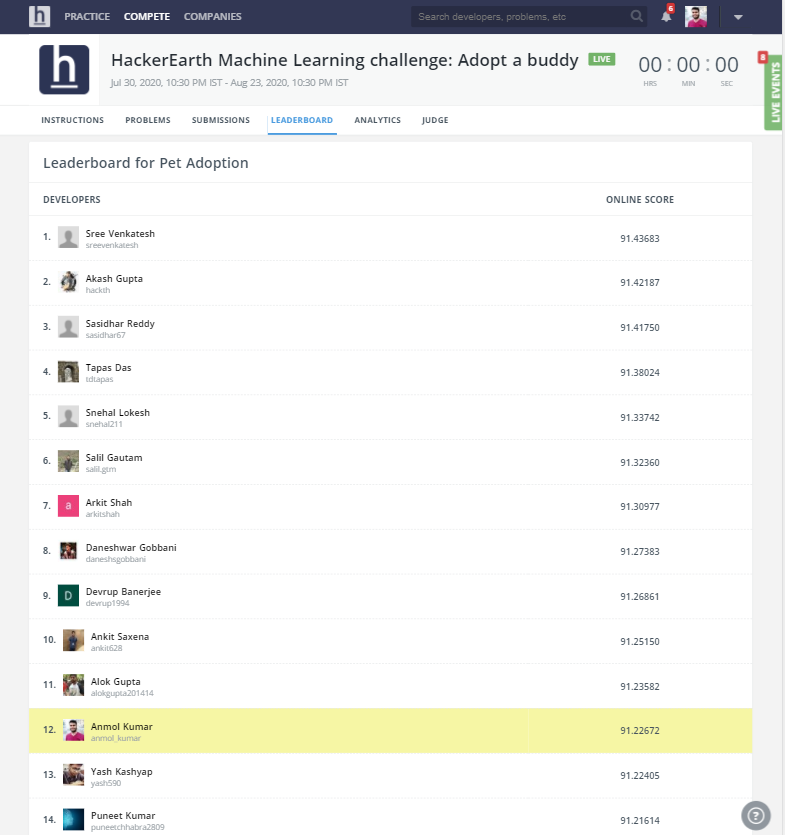 h PRACTICE COMPETE COMPANIES Search developers, problems, etc 6
h HackerEarth Machine Learning challenge: Adopt a buddy LIVE 00 : 00 : 00
Jul 30, 2020, 10:30 PM IST - Aug 23, 2020, 10:30 PM IST HRS MIN SEC
8
LIVE EVENTS
INSTRUCTIONS PROBLEMS SUBMISSIONS LEADERBOARD ANALYTICS JUDGE
Leaderboard for Pet Adoption
DEVELOPERS ONLINE SCORE
1. Sree Venkatesh 91.43683
sreevenkatesh
2. Akash Gupta 91.42187
hackth
3. Sasidhar Reddy 91.41750
sasidhar67
4. Tapas Das 91.38024
tdtapas
5. Snehal Lokesh 91.33742
snehal211
6. Salil Gautam 91.32360
salil.gtm
7. a Arkit Shah 91.30977
arkitshah
8. Daneshwar Gobbani 91.27383
daneshsgobbani
9. D Devrup Banerjee 91.26861
devrup1994
10. Ankit Saxena 91.25150
ankit628
11. Alok Gupta 91.23582
alokgupta201414
12. Anmol Kumar 91.22672
anmol_kumar
13. Yash Kashyap 91.22405
yash590
14. Puneet Kumar 91.21614
puneetchhabra2809
?